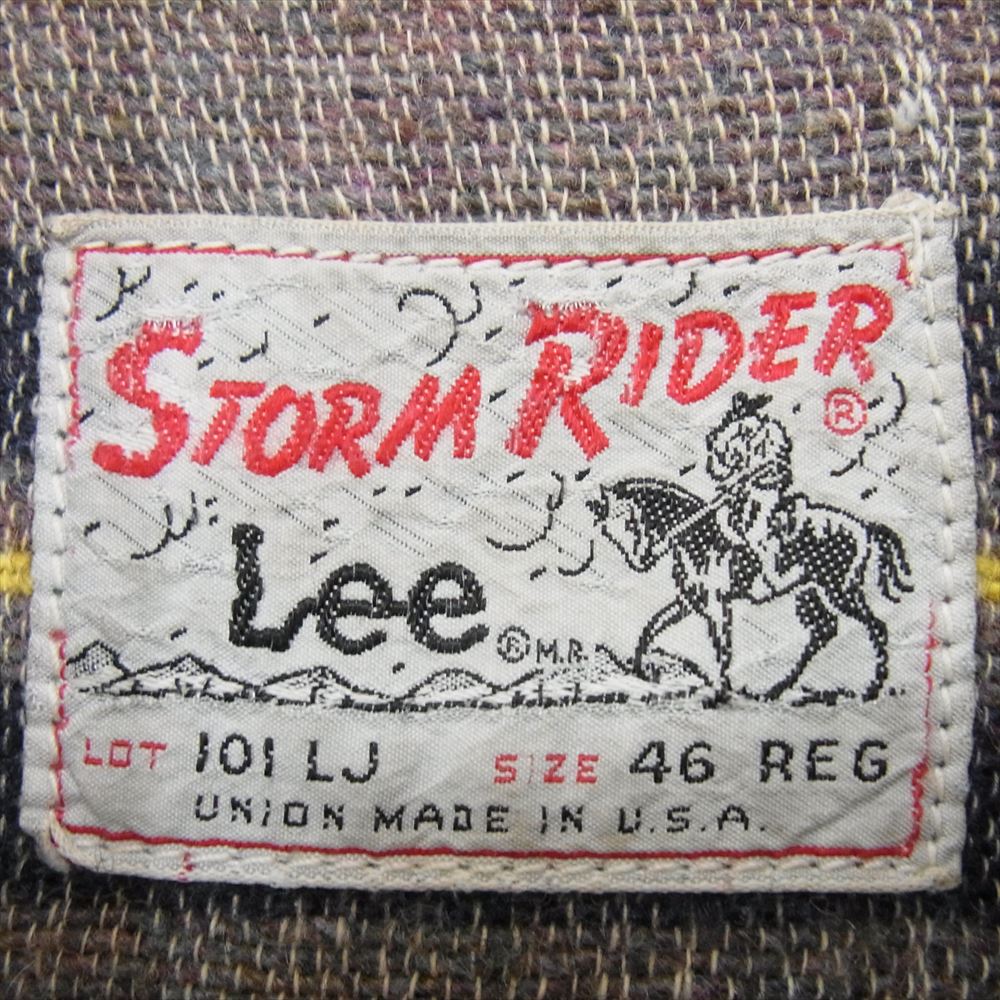 STORM RIDER ®
Lee ® M.R.
LOT 101 LJ SIZE 46 REG
UNION MADE IN U.S.A.